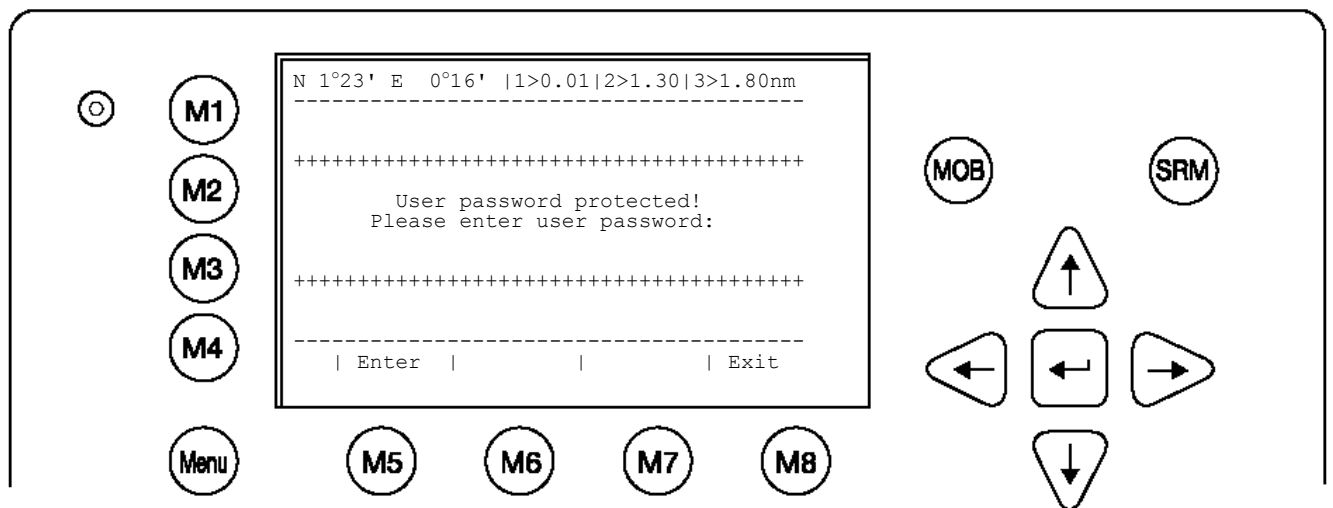 N 1°23' E 0°16' |1>0.01|2>1.30|3>1.80nm
----------------------------------------
++++++++++++++++++++++++++++++++++++++++
User password protected!
Please enter user password:
++++++++++++++++++++++++++++++++++++++++
----------------------------------------
| Enter | | | Exit
M1
M2
M3
M4
Menu
M5
M6
M7
M8
MOB
SRM